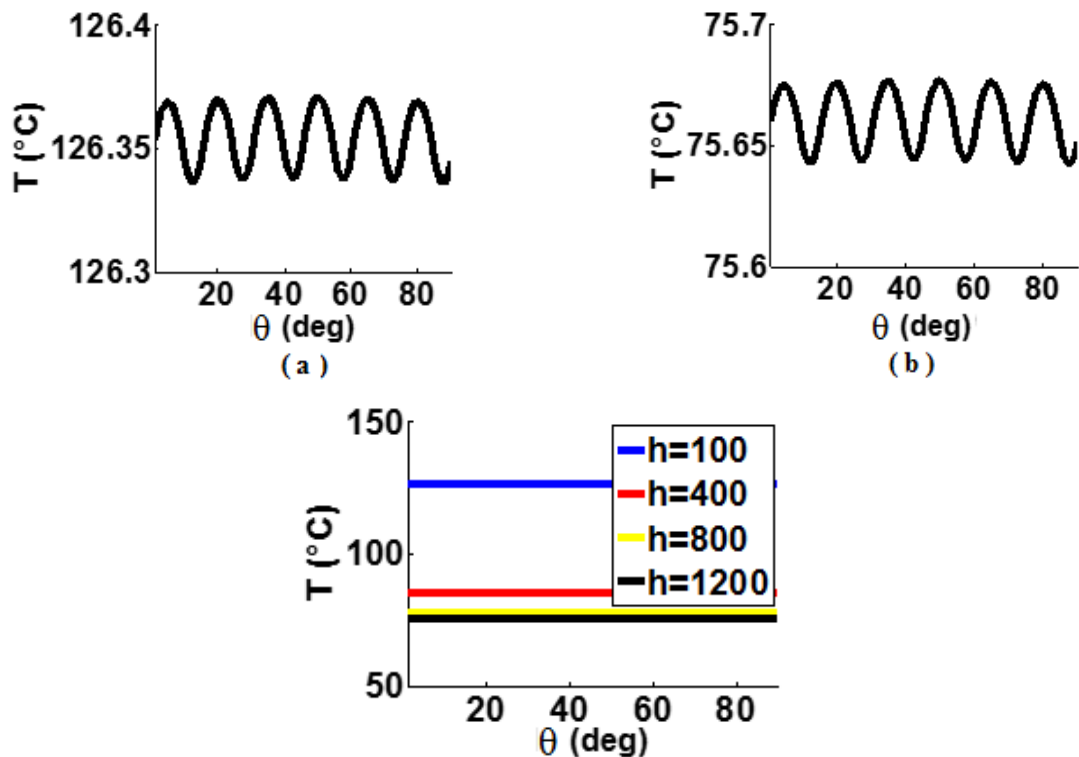 126.4
126.35
126.3
T (°C)
20 40 60 80
θ (deg)
( a )
75.7
75.65
75.6
T (°C)
20 40 60 80
θ (deg)
( b )
150
100
50
T (°C)
h=100
h=400
h=800
h=1200
20 40 60 80
θ (deg)